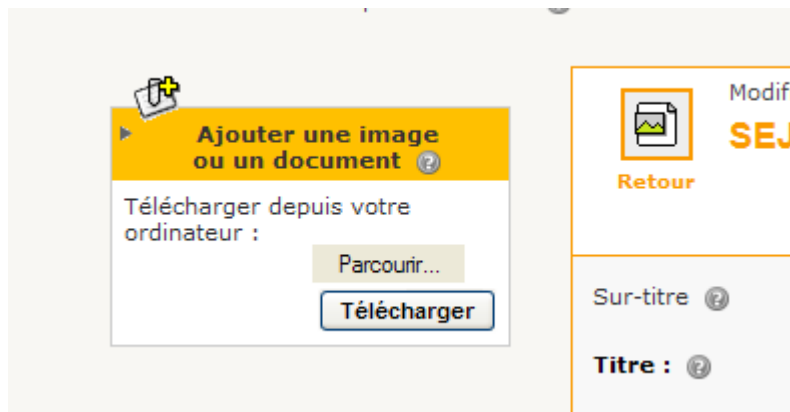 Ajouter une image
ou un document
Télécharger depuis votre
ordinateur :
Parcourir...
Télécharger
Modif
SEJ
Retour
Sur-titre
Titre :